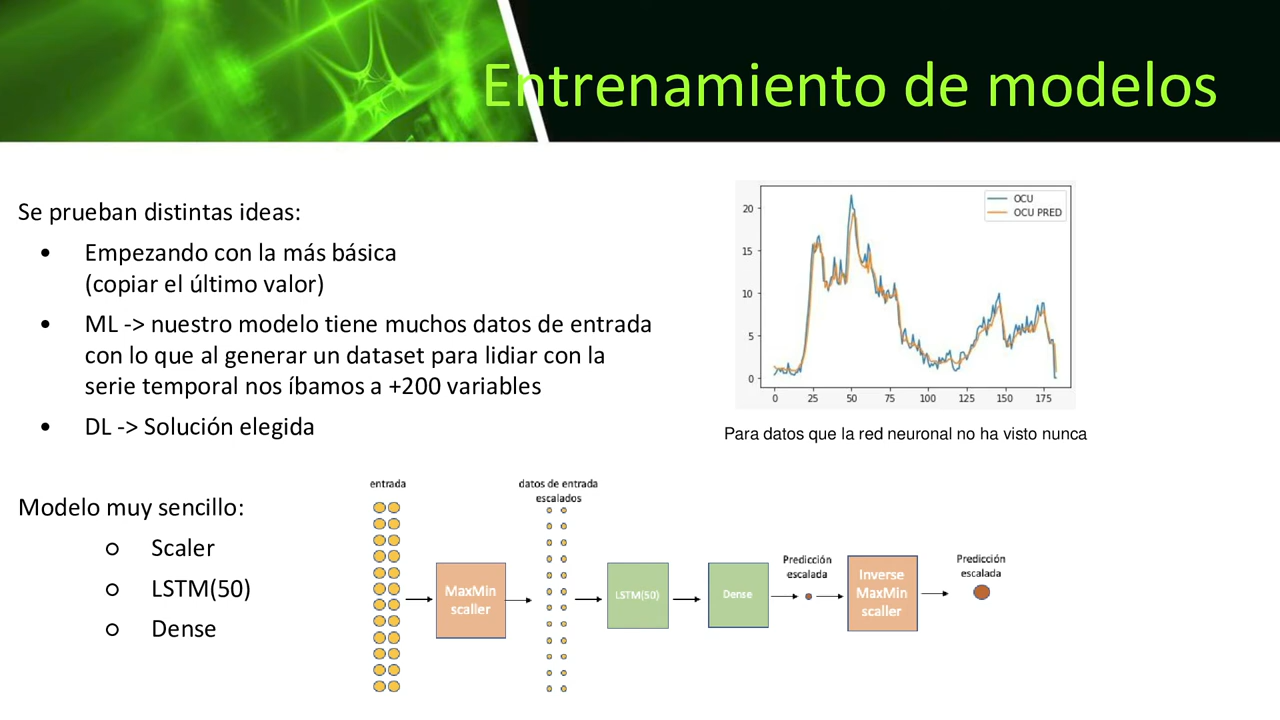 Entrenamiento de modelos
Se prueban distintas ideas:
• Empezando con la más básica
(copiar el último valor)
• ML -> nuestro modelo tiene muchos datos de entrada
con lo que al generar un dataset para lidiar con la
serie temporal nos íbamos a +200 variables
• DL -> Solución elegida
OCU
OCU PRED
20
15
10
5
0
0 25 50 75 100 125 150 175
Para datos que la red neuronal no ha visto nunca
Modelo muy sencillo:
○ Scaler
○ LSTM(50)
○ Dense
entrada
MaxMin
scaller
datos de entrada
escalados
LSTM(50)
Dense
Predicción
escalada
Inverse
MaxMin
scaller
Predicción
escalada